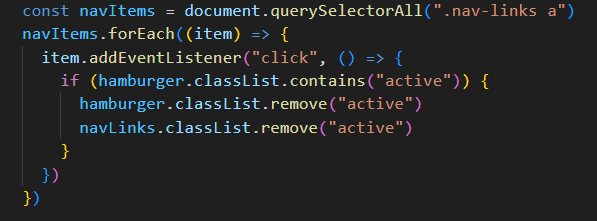 const navItems = document.querySelectorAll(".nav-links a")
navItems.forEach((item) => {
item.addEventListener("click", () => {
if (hamburger.classList.contains("active")) {
hamburger.classList.remove("active")
navLinks.classList.remove("active")
}
})
})